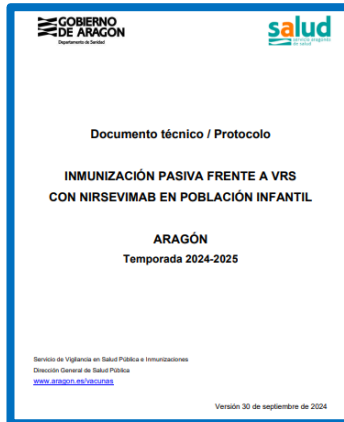 GOBIERNO
DE ARAGON
Departamento de Sanidad
salud
servicio aragonés
de salud
Documento técnico / Protocolo
INMUNIZACIÓN PASIVA FRENTE A VRS
CON NIRSEVIMAB EN POBLACIÓN INFANTIL
ARAGÓN
Temporada 2024-2025
Servicio de Vigilancia en Salud Pública e Inmunizaciones
Dirección General de Salud Pública
www.aragon.es/vacunas
Versión 30 de septiembre de 2024